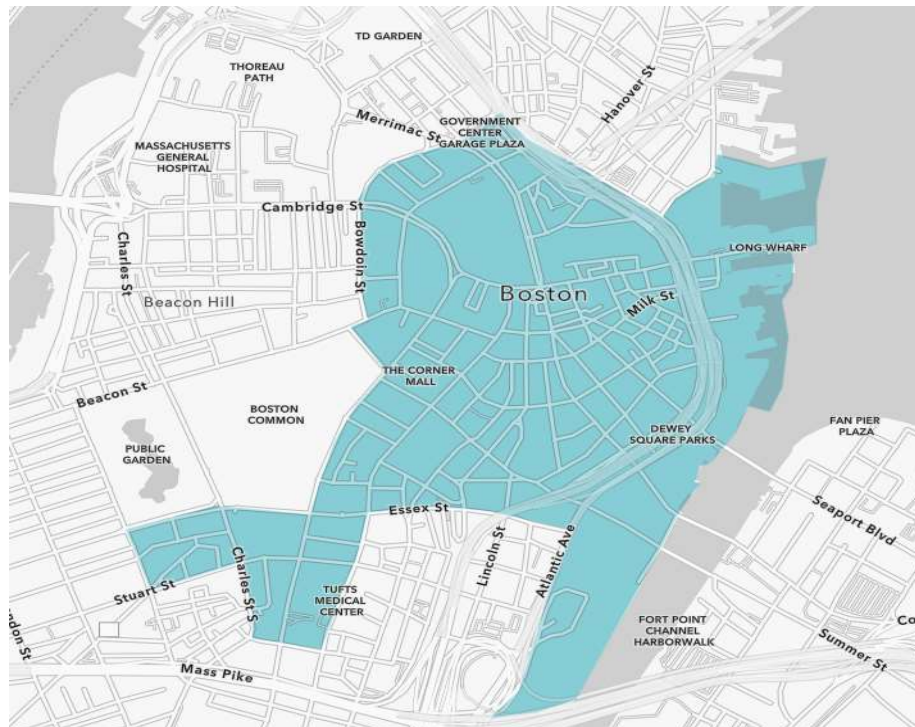 TD GARDEN
THOREAU
PATH
Hanover St
Merrimac St
GOVERNMENT
CENTER
GARAGE PLAZA
MASSACHUSETTS
GENERAL
HOSPITAL
Cambridge St
Bowdoin St
Charles St
LONG WHARF
Beacon Hill
Boston
Milk St
THE CORNER
MALL
Beacon St
BOSTON
COMMON
PUBLIC
GARDEN
DEWEY
SQUARE PARKS
FAN PIER
PLAZA
Seaport Blvd
Essex St
Lincoln St
Atlantic Ave
Charles St S
Stuart St
TUFTS
MEDICAL
CENTER
FORT POINT
CHANNEL
HARBORWALK
Summer St
Co
ndon St
Mass Pike